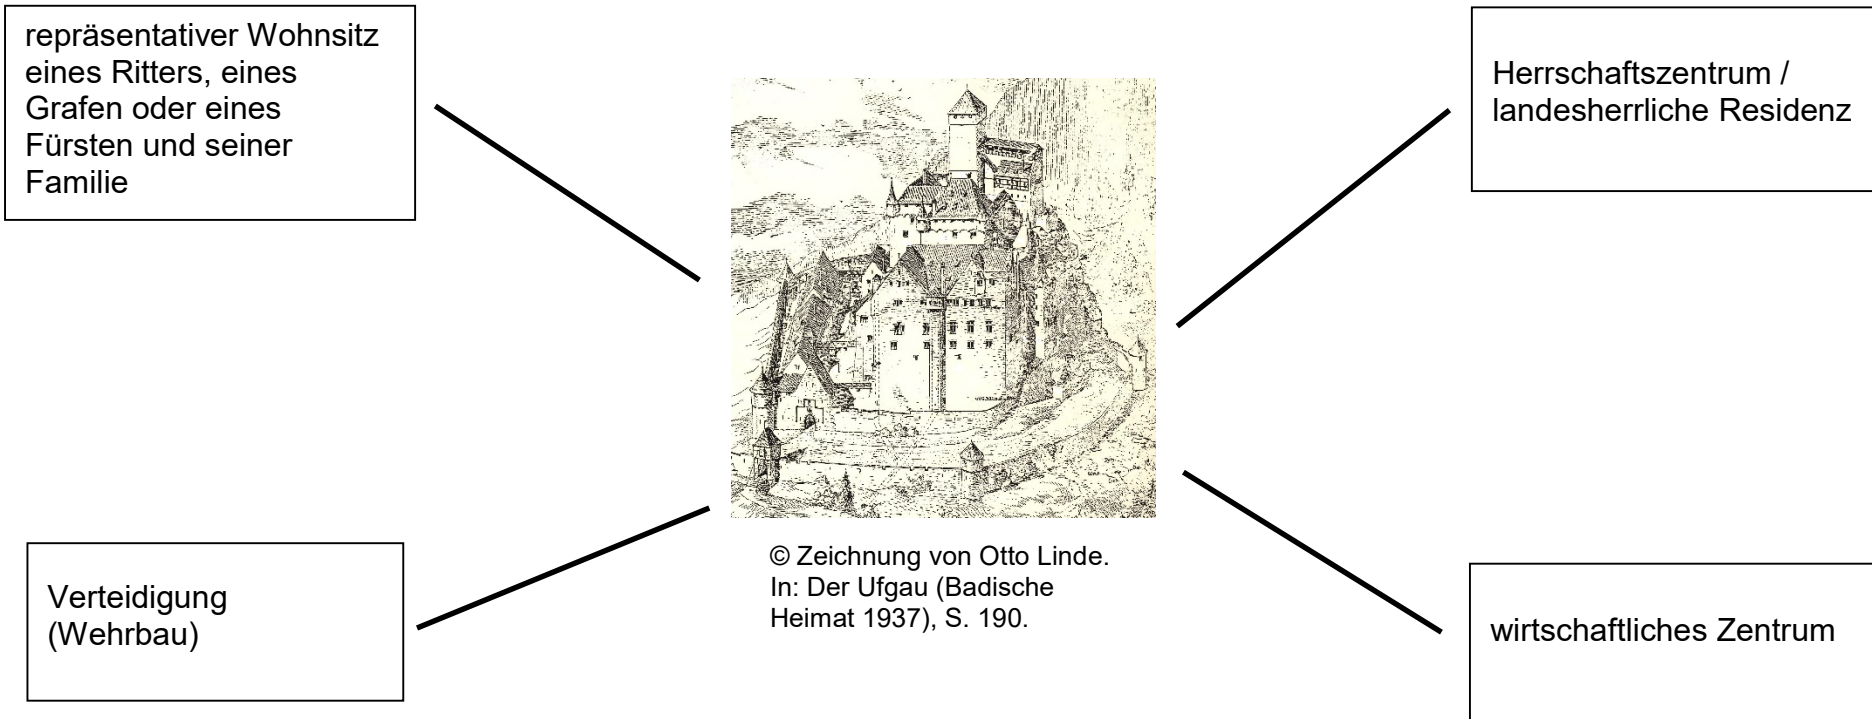 repräsentativer Wohnsitz
eines Ritters, eines
Grafen oder eines
Fürsten und seiner
Familie
Herrschaftszentrum /
landesherrliche Residenz
Verteidigung
(Wehrbau)
© Zeichnung von Otto Linde.
In: Der Ufgau (Badische
Heimat 1937), S. 190.
wirtschaftliches Zentrum